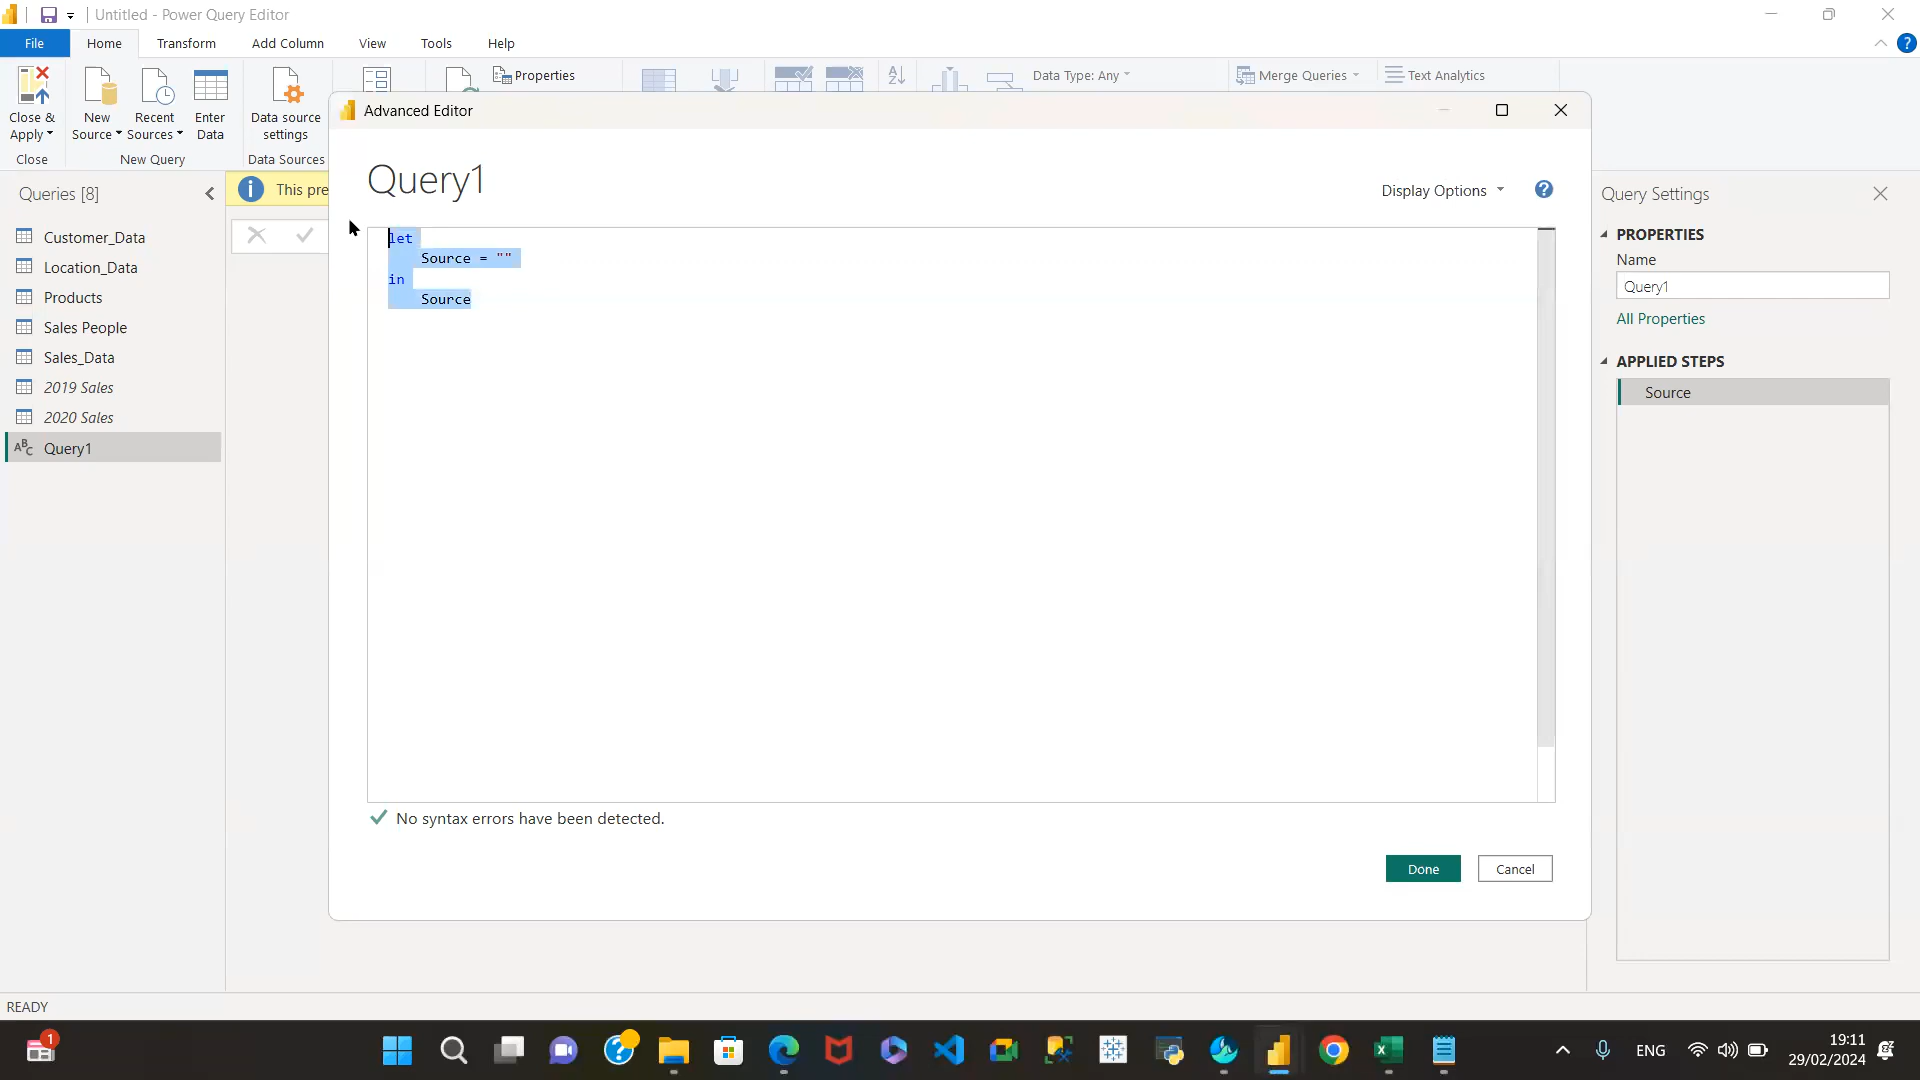 Untitled - Power Query Editor
File
Home
Transform
Add Column
View
Tools
Help
Close &
Apply
New
Source
Recent
Sources
Enter
Data
Data source
settings
Properties
Data Type: Any
Merge Queries
Text Analytics
Close
New Query
Data Sources
Queries [8]
Customer_Data
Location_Data
Products
Sales People
Sales_Data
2019 Sales
2020 Sales
ABC Query1
This pre
Advanced Editor
Query1
Display Options
let
Source = ""
in
Source
No syntax errors have been detected.
Done
Cancel
Query Settings
PROPERTIES
Name
Query1
All Properties
APPLIED STEPS
Source
READY
1
ENG
19:11
29/02/2024